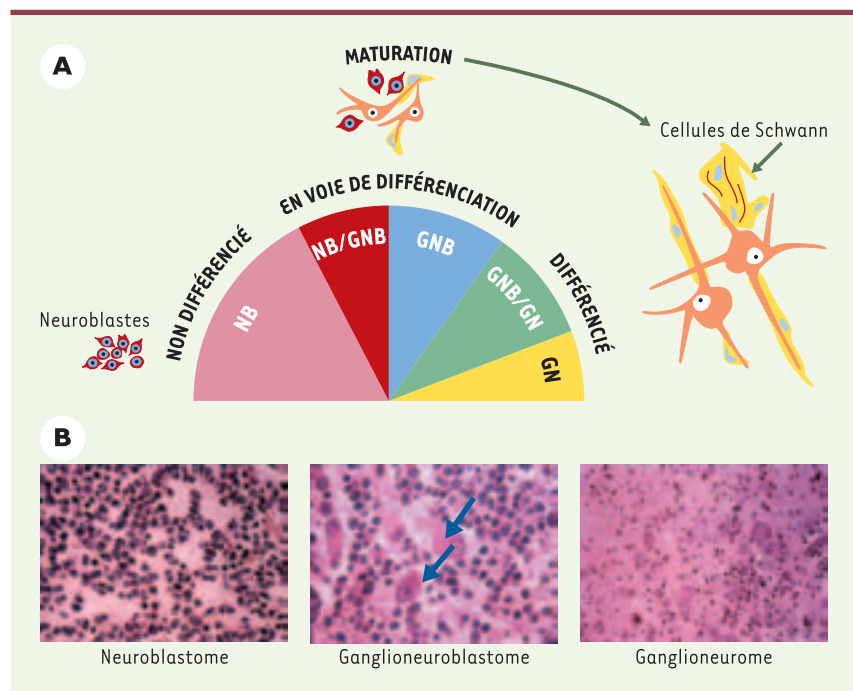 A
MATURATION
Cellules de Schwann
EN VOIE DE DIFFÉRENCIATION
NON DIFFÉRENCIÉ
DIFFÉRENCIÉ
Neuroblastes
NB
NB/GNB
GNB
GNB/GN
GN
B
Neuroblastome
Ganglioneuroblastome
Ganglioneurome